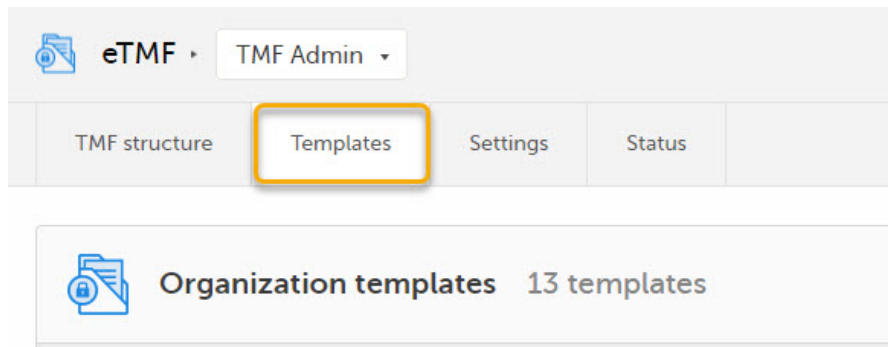 eTMF TMF Admin
TMF structure Templates Settings Status
Organization templates 13 templates